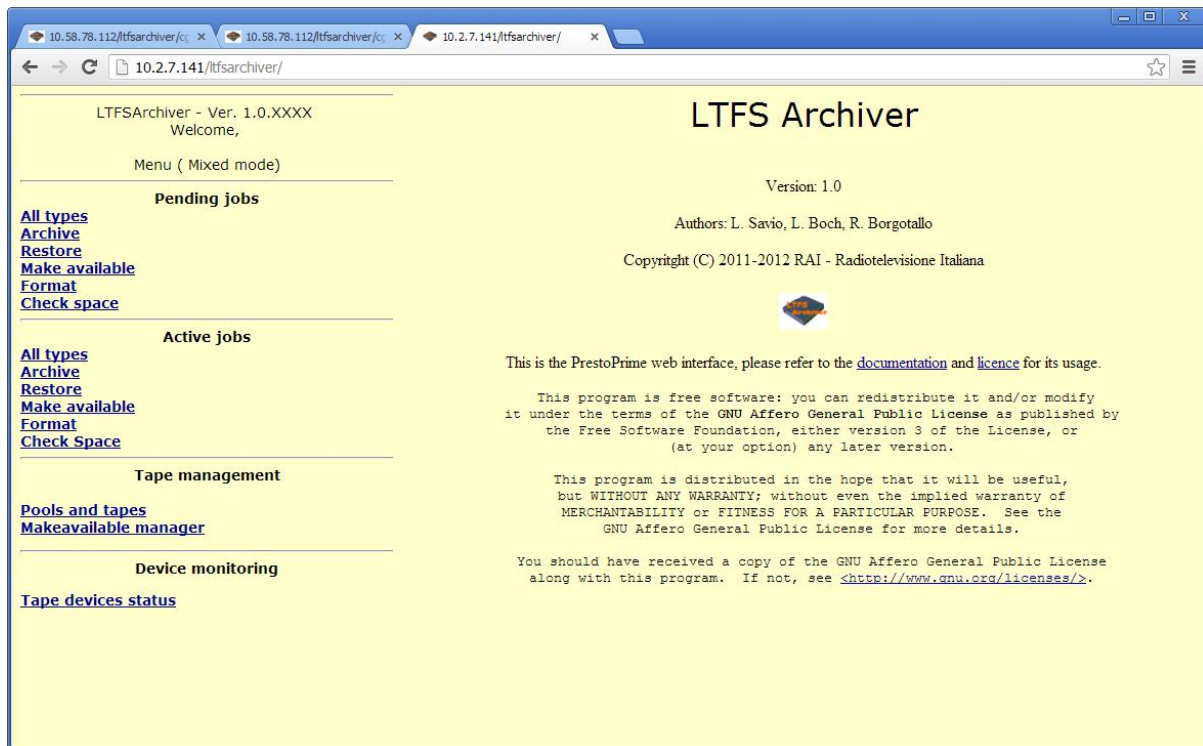 10.58.78.112/ltfsarchiver/cg
10.58.78.112/ltfsarchiver/cg
10.2.7.141/ltfsarchiver/
10.2.7.141/ltfsarchiver/
LTFSArchiver - Ver. 1.0.XXXX
Welcome,
Menu ( Mixed mode)
Pending jobs
All types
Archive
Restore
Make available
Format
Check space
Active jobs
All types
Archive
Restore
Make available
Format
Check Space
Tape management
Pools and tapes
Makeavailable manager
Device monitoring
Tape devices status
LTFS Archiver
Version: 1.0
Authors: L. Savio, L. Boch, R. Borgotallo
Copyritght (C) 2011-2012 RAI - Radiotelevisione Italiana
LTFS
Archiver
This is the PrestoPrime web interface, please refer to the documentation and licence for its usage.
This program is free software: you can redistribute it and/or modify
it under the terms of the GNU Affero General Public License as published by
the Free Software Foundation, either version 3 of the License, or
(at your option) any later version.
This program is distributed in the hope that it will be useful,
but WITHOUT ANY WARRANTY; without even the implied warranty of
MERCHANTABILITY or FITNESS FOR A PARTICULAR PURPOSE.  See the
GNU Affero General Public License for more details.
You should have received a copy of the GNU Affero General Public License
along with this program.  If not, see <http://www.gnu.org/licenses/>.